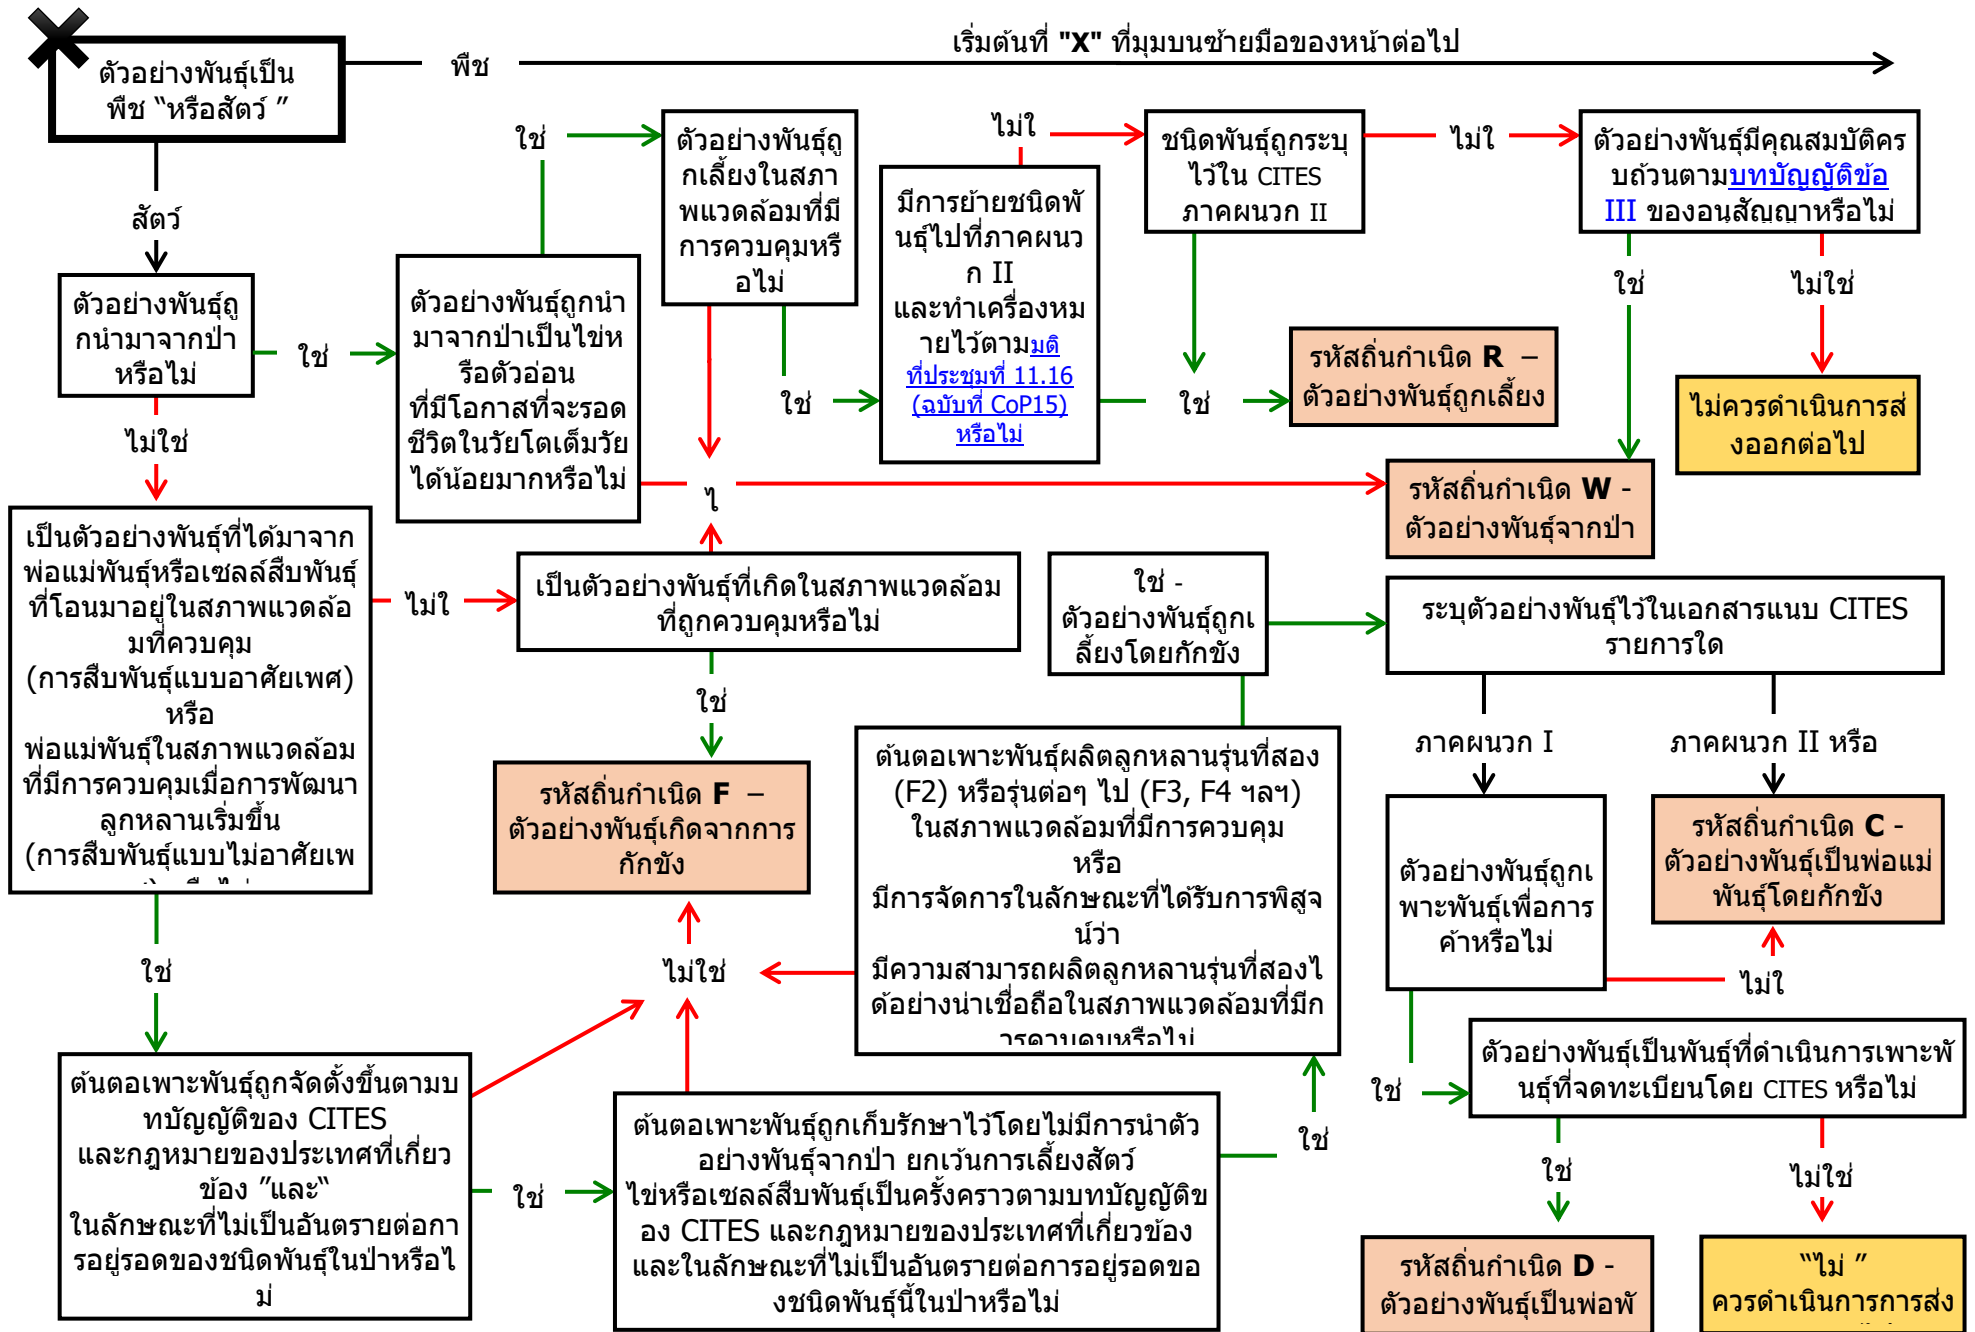 เริ่มต้นที่ "X" ที่มุมบนซ้ายมือของหน้าต่อไป
ตัวอย่างพันธุ์เป็น
พืช “หรือสัตว์ ”
พืช
สัตว์
ตัวอย่างพันธุ์ถู
กนำมาจากป่า
หรือไม่
ใช่
ไม่ใช่
ตัวอย่างพันธุ์ถูกนำ
มาจากป่าเป็นไข่ห
รือตัวอ่อน
ที่มีโอกาสที่จะรอด
ชีวิตในวัยโตเต็มวัย
ได้น้อยมากหรือไม่
ใช่
ตัวอย่างพันธุ์ถู
กเลี้ยงในสภา
พแวดล้อมที่มี
การควบคุมหรื
อไม่
ใช่
ไ
มีการย้ายชนิดพั
นธุ์ไปที่ภาคผนว
ก II
และทำเครื่องหม
ายไว้ตามมติ
ที่ประชุมที่ 11.16
(ฉบับที่ CoP15)
หรือไม่
ไม่ใ
ใช่
ชนิดพันธุ์ถูกระบุ
ไว้ใน CITES
ภาคผนวก II
ไม่ใ
ตัวอย่างพันธุ์มีคุณสมบัติคร
บถ้วนตามบทบัญญัติข้อ
III ของอนุสัญญาหรือไม่
ใช่
ไม่ใช่
รหัสถิ่นกำเนิด R –
ตัวอย่างพันธุ์ถูกเลี้ยง
ไม่ควรดำเนินการส่
งออกต่อไป
รหัสถิ่นกำเนิด W -
ตัวอย่างพันธุ์จากป่า
เป็นตัวอย่างพันธุ์ที่ได้มาจาก
พ่อแม่พันธุ์หรือเซลล์สืบพันธุ์
ที่โอนมาอยู่ในสภาพแวดล้อ
มที่ควบคุม
(การสืบพันธุ์แบบอาศัยเพศ)
หรือ
พ่อแม่พันธุ์ในสภาพแวดล้อม
ที่มีการควบคุมเมื่อการพัฒนา
ลูกหลานเริ่มขึ้น
(การสืบพันธุ์แบบไม่อาศัยเพ
ไม่ใ
เป็นตัวอย่างพันธุ์ที่เกิดในสภาพแวดล้อม
ที่ถูกควบคุมหรือไม่
ใช่
รหัสถิ่นกำเนิด F –
ตัวอย่างพันธุ์เกิดจากการ
กักขัง
ไม่ใช่
ใช่
ต้นตอเพาะพันธุ์ถูกจัดตั้งขึ้นตามบ
ทบัญญัติของ CITES
และกฎหมายของประเทศที่เกี่ยว
ข้อง ”และ“
ในลักษณะที่ไม่เป็นอันตรายต่อกา
รอยู่รอดของชนิดพันธุ์ในป่าหรือไ
ม่
ใช่
ต้นตอเพาะพันธุ์ถูกเก็บรักษาไว้โดยไม่มีการนำตัว
อย่างพันธุ์จากป่า ยกเว้นการเลี้ยงสัตว์
ไข่หรือเซลล์สืบพันธุ์เป็นครั้งคราวตามบทบัญญัติข
อง CITES และกฎหมายของประเทศที่เกี่ยวข้อง
และในลักษณะที่ไม่เป็นอันตรายต่อการอยู่รอดขอ
งชนิดพันธุ์นี้ในป่าหรือไม่
ใช่
ต้นตอเพาะพันธุ์ผลิตลูกหลานรุ่นที่สอง
(F2) หรือรุ่นต่อๆ ไป (F3, F4 ฯลฯ)
ในสภาพแวดล้อมที่มีการควบคุม
หรือ
มีการจัดการในลักษณะที่ได้รับการพิสูจ
น์ว่า
มีความสามารถผลิตลูกหลานรุ่นที่สองไ
ด้อย่างน่าเชื่อถือในสภาพแวดล้อมที่มีก
ารควบคุมหรือไม่
ใช่ -
ตัวอย่างพันธุ์ถูกเ
ลี้ยงโดยกักขัง
ระบุตัวอย่างพันธุ์ไว้ในเอกสารแนบ CITES
รายการใด
ภาคผนวก I
ภาคผนวก II หรือ
ตัวอย่างพันธุ์ถูกเ
พาะพันธุ์เพื่อการ
ค้าหรือไม่
รหัสถิ่นกำเนิด C -
ตัวอย่างพันธุ์เป็นพ่อแม่
พันธุ์โดยกักขัง
ไม่ใ
ใช่
ตัวอย่างพันธุ์เป็นพันธุ์ที่ดำเนินการเพาะพั
นธุ์ที่จดทะเบียนโดย CITES หรือไม่
ใช่
ไม่ใช่
รหัสถิ่นกำเนิด D -
ตัวอย่างพันธุ์เป็นพ่อพั
“ไม่ ”
ควรดำเนินการการส่ง